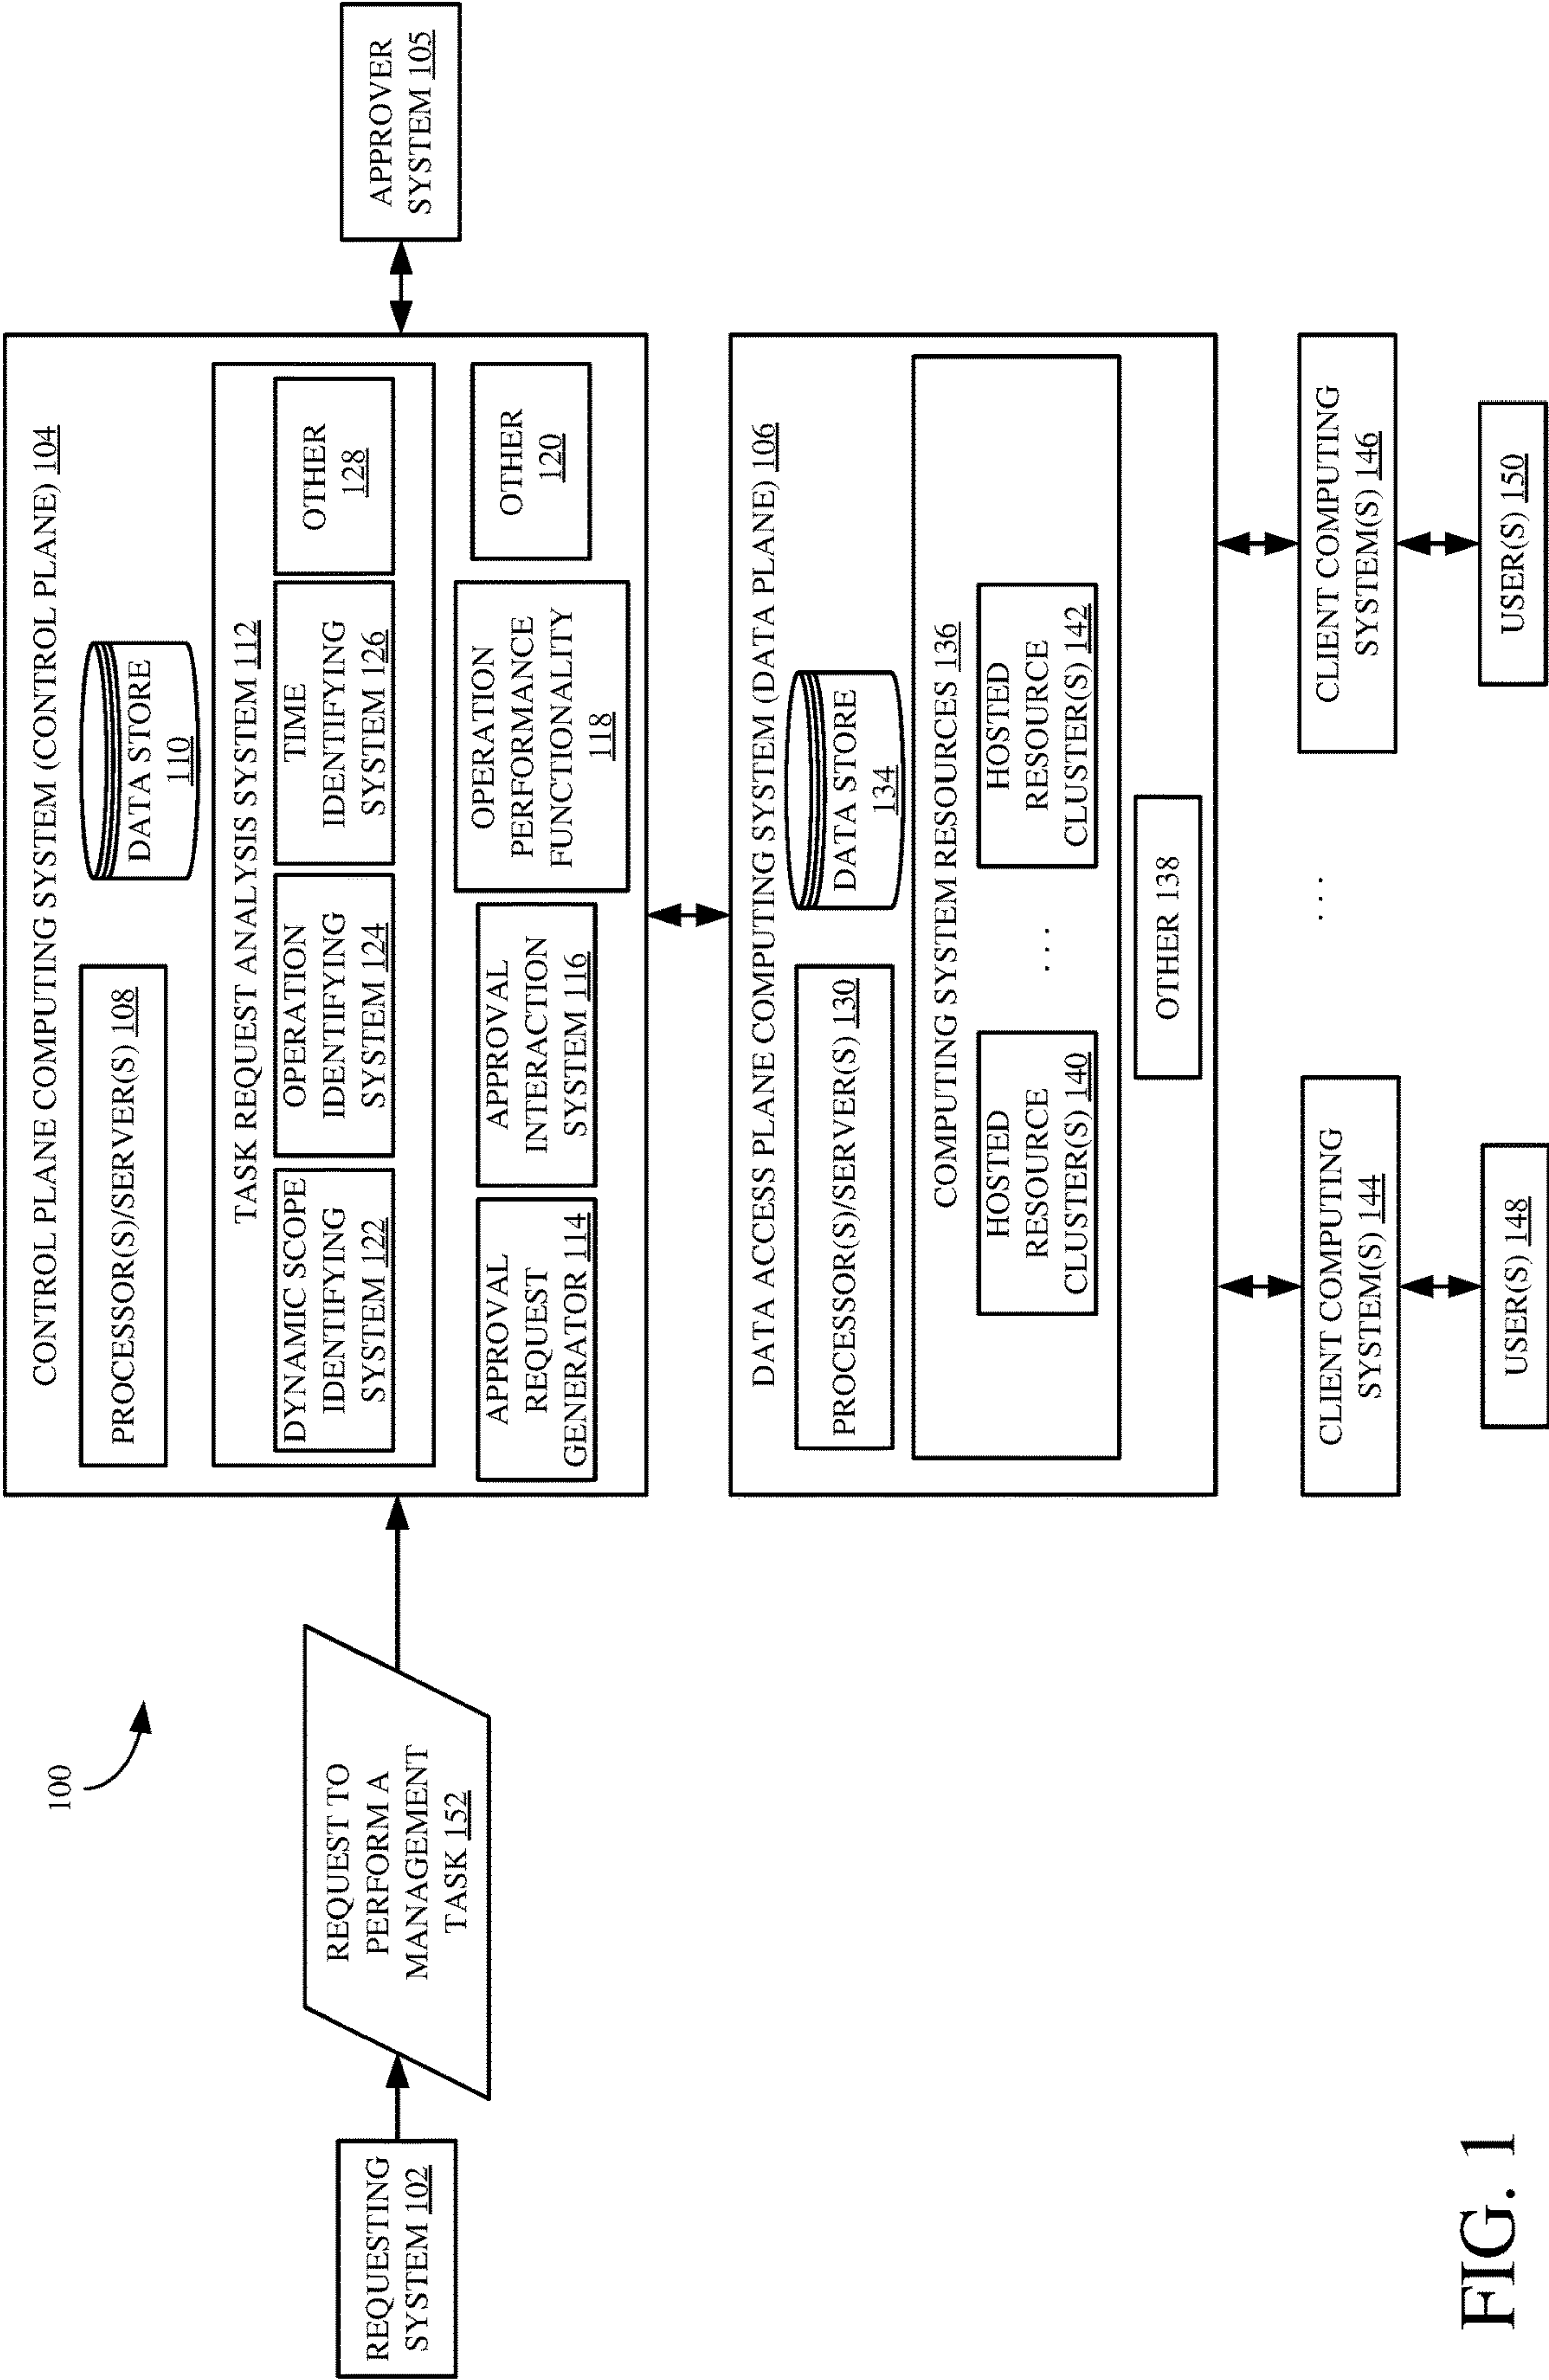 100
REQUESTING
SYSTEM 102
REQUEST TO
PERFORM A
MANAGEMENT
TASK 152
CONTROL PLANE COMPUTING SYSTEM (CONTROL PLANE) 104
PROCESSOR(S)/SERVER(S) 108
DATA STORE
110
TASK REQUEST ANALYSIS SYSTEM 112
DYNAMIC SCOPE
IDENTIFYING
SYSTEM 122
OPERATION
IDENTIFYING
SYSTEM 124
TIME
IDENTIFYING
SYSTEM 126
OTHER
128
APPROVAL
REQUEST
GENERATOR 114
APPROVAL
INTERACTION
SYSTEM 116
OPERATION
PERFORMANCE
FUNCTIONALITY
118
OTHER
120
APPROVER
SYSTEM 105
DATA ACCESS PLANE COMPUTING SYSTEM (DATA PLANE) 106
PROCESSOR(S)/SERVER(S) 130
DATA STORE
134
COMPUTING SYSTEM RESOURCES 136
HOSTED
RESOURCE
CLUSTER(S) 140
...
HOSTED
RESOURCE
CLUSTER(S) 142
OTHER 138
CLIENT COMPUTING
SYSTEM(S) 144
...
CLIENT COMPUTING
SYSTEM(S) 146
USER(S) 148
USER(S) 150
FIG. 1